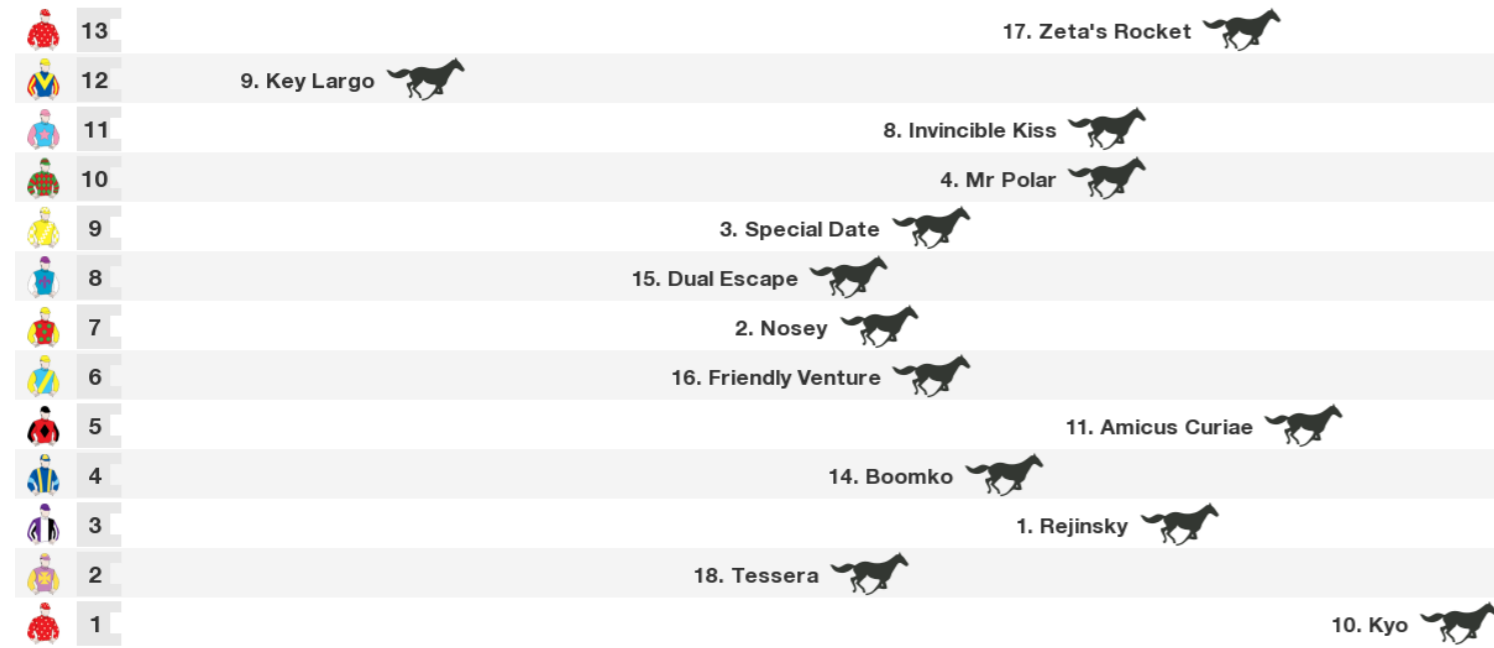 13 17. Zeta's Rocket
12 9. Key Largo
11 8. Invincible Kiss
10 4. Mr Polar
9 3. Special Date
8 15. Dual Escape
7 2. Nosey
6 16. Friendly Venture
5 11. Amicus Curiae
4 14. Boomko
3 1. Rejinsky
2 18. Tessera
1 10. Kyo